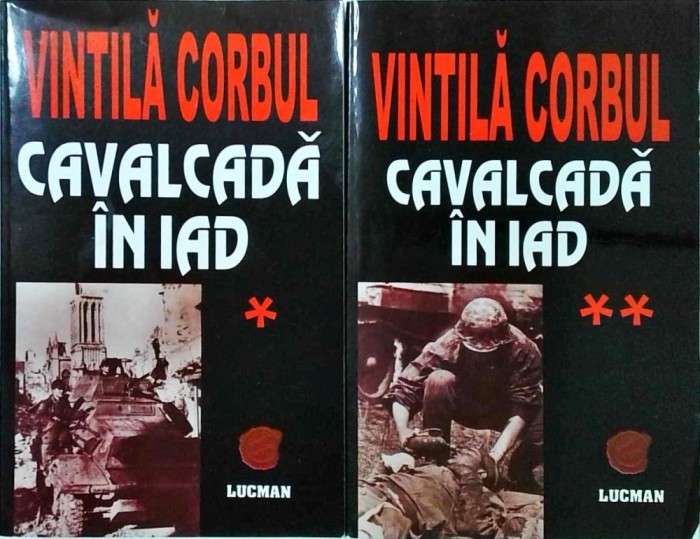 VINTILĂ CORBUL
CAVALCADĂ
ÎN IAD
*
LUCMAN
VINTILĂ CORBUL
CAVALCADĂ
ÎN IAD
**
LUCMAN